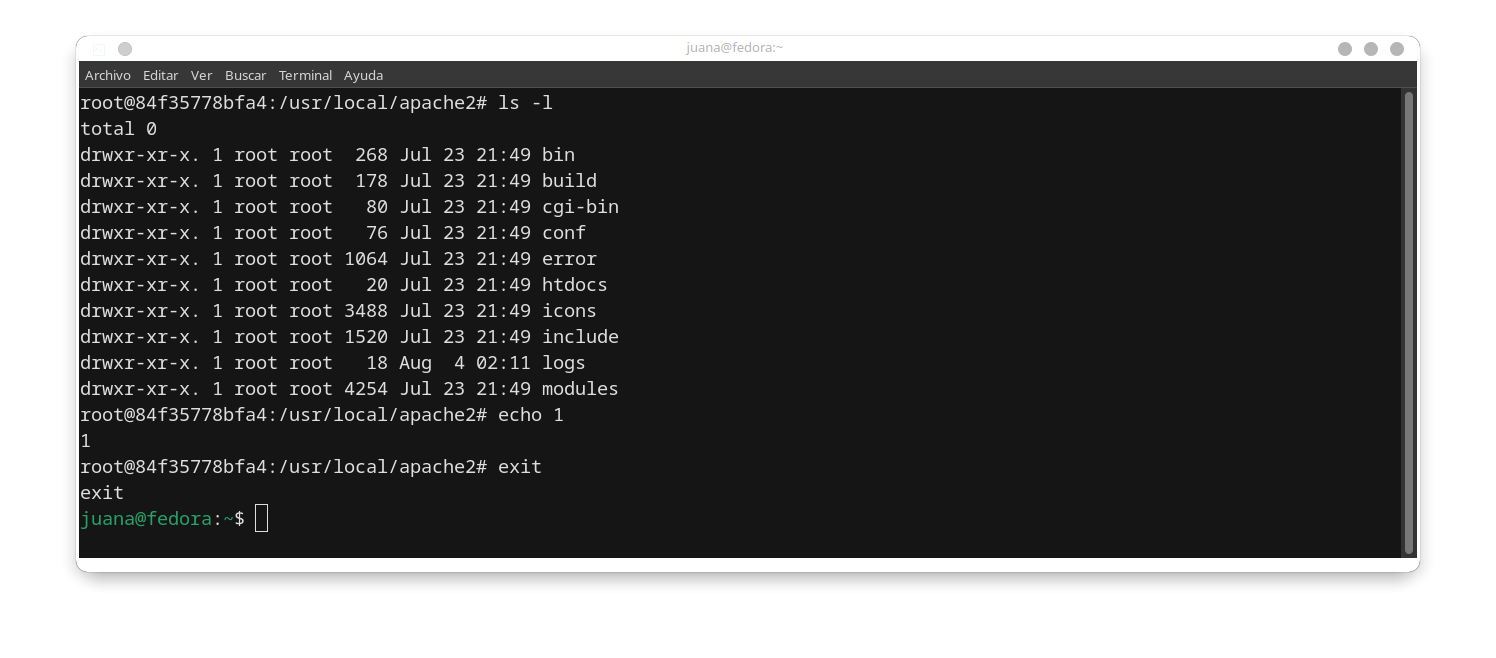 juana@fedora:~
Archivo Editar Ver Buscar Terminal Ayuda
root@84f35778bfa4:/usr/local/apache2# ls -l
total 0
drwxr-xr-x. 1 root root  268 Jul 23 21:49 bin
drwxr-xr-x. 1 root root  178 Jul 23 21:49 build
drwxr-xr-x. 1 root root   80 Jul 23 21:49 cgi-bin
drwxr-xr-x. 1 root root   76 Jul 23 21:49 conf
drwxr-xr-x. 1 root root 1064 Jul 23 21:49 error
drwxr-xr-x. 1 root root   20 Jul 23 21:49 htdocs
drwxr-xr-x. 1 root root 3488 Jul 23 21:49 icons
drwxr-xr-x. 1 root root 1520 Jul 23 21:49 include
drwxr-xr-x. 1 root root   18 Aug  4 02:11 logs
drwxr-xr-x. 1 root root 4254 Jul 23 21:49 modules
root@84f35778bfa4:/usr/local/apache2# echo 1
1
root@84f35778bfa4:/usr/local/apache2# exit
exit
juana@fedora:~$